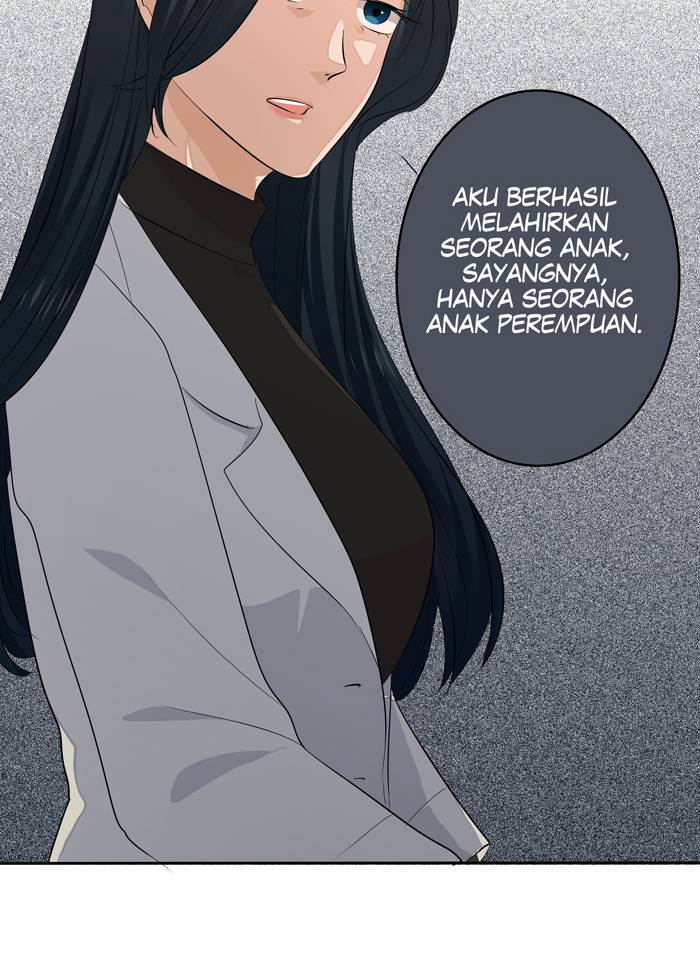 AKU BERHASIL
MELAHIRKAN
SEORANG ANAK,
SAYANGNYA,
HANYA SEORANG
ANAK PEREMPUAN.